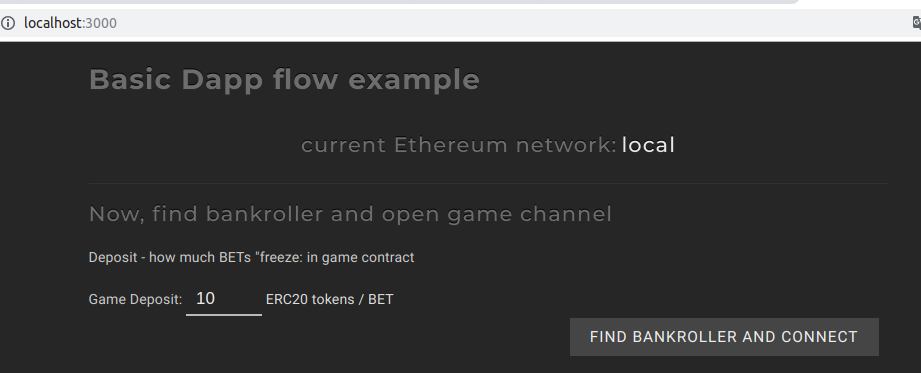 localhost:3000
Basic Dapp flow example
current Ethereum network: local
Now, find bankroller and open game channel
Deposit - how much BETs "freeze: in game contract
Game Deposit: 10 ERC20 tokens / BET
FIND BANKROLLER AND CONNECT